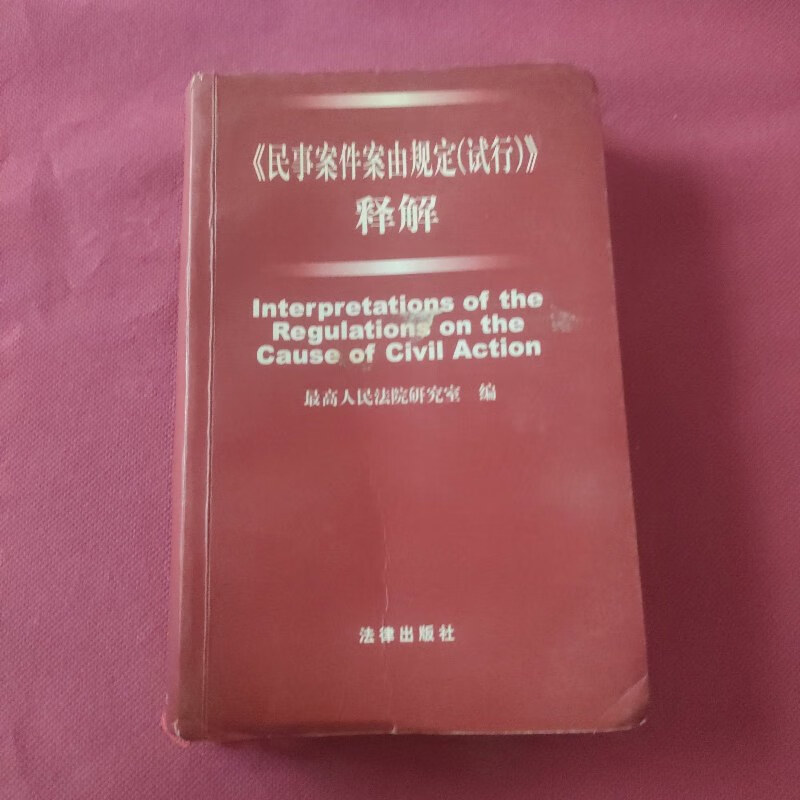 《民事案件案由规定(试行)》
释解
Interpretations of the
Regulations on the
Cause of Civil Action
最高人民法院研究室 编
法律出版社